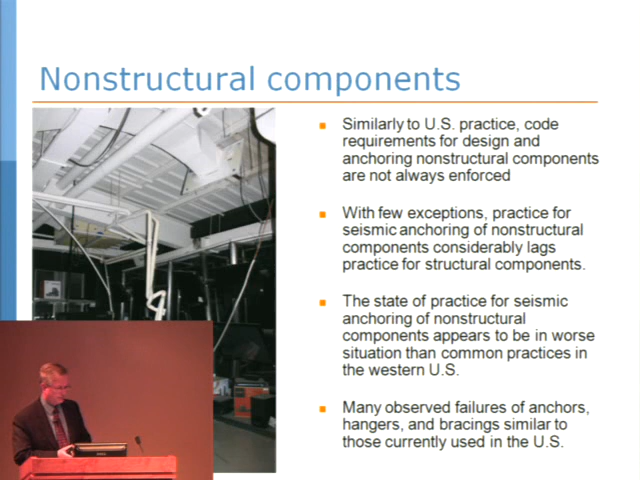 Nonstructural components
Similarly to U.S. practice, code
requirements for design and
anchoring nonstructural components
are not always enforced
With few exceptions, practice for
seismic anchoring of nonstructural
components considerably lags
practice for structural components.
The state of practice for seismic
anchoring of nonstructural
components appears to be in worse
situation than common practices in
the western U.S.
Many observed failures of anchors,
hangers, and bracings similar to
those currently used in the U.S.